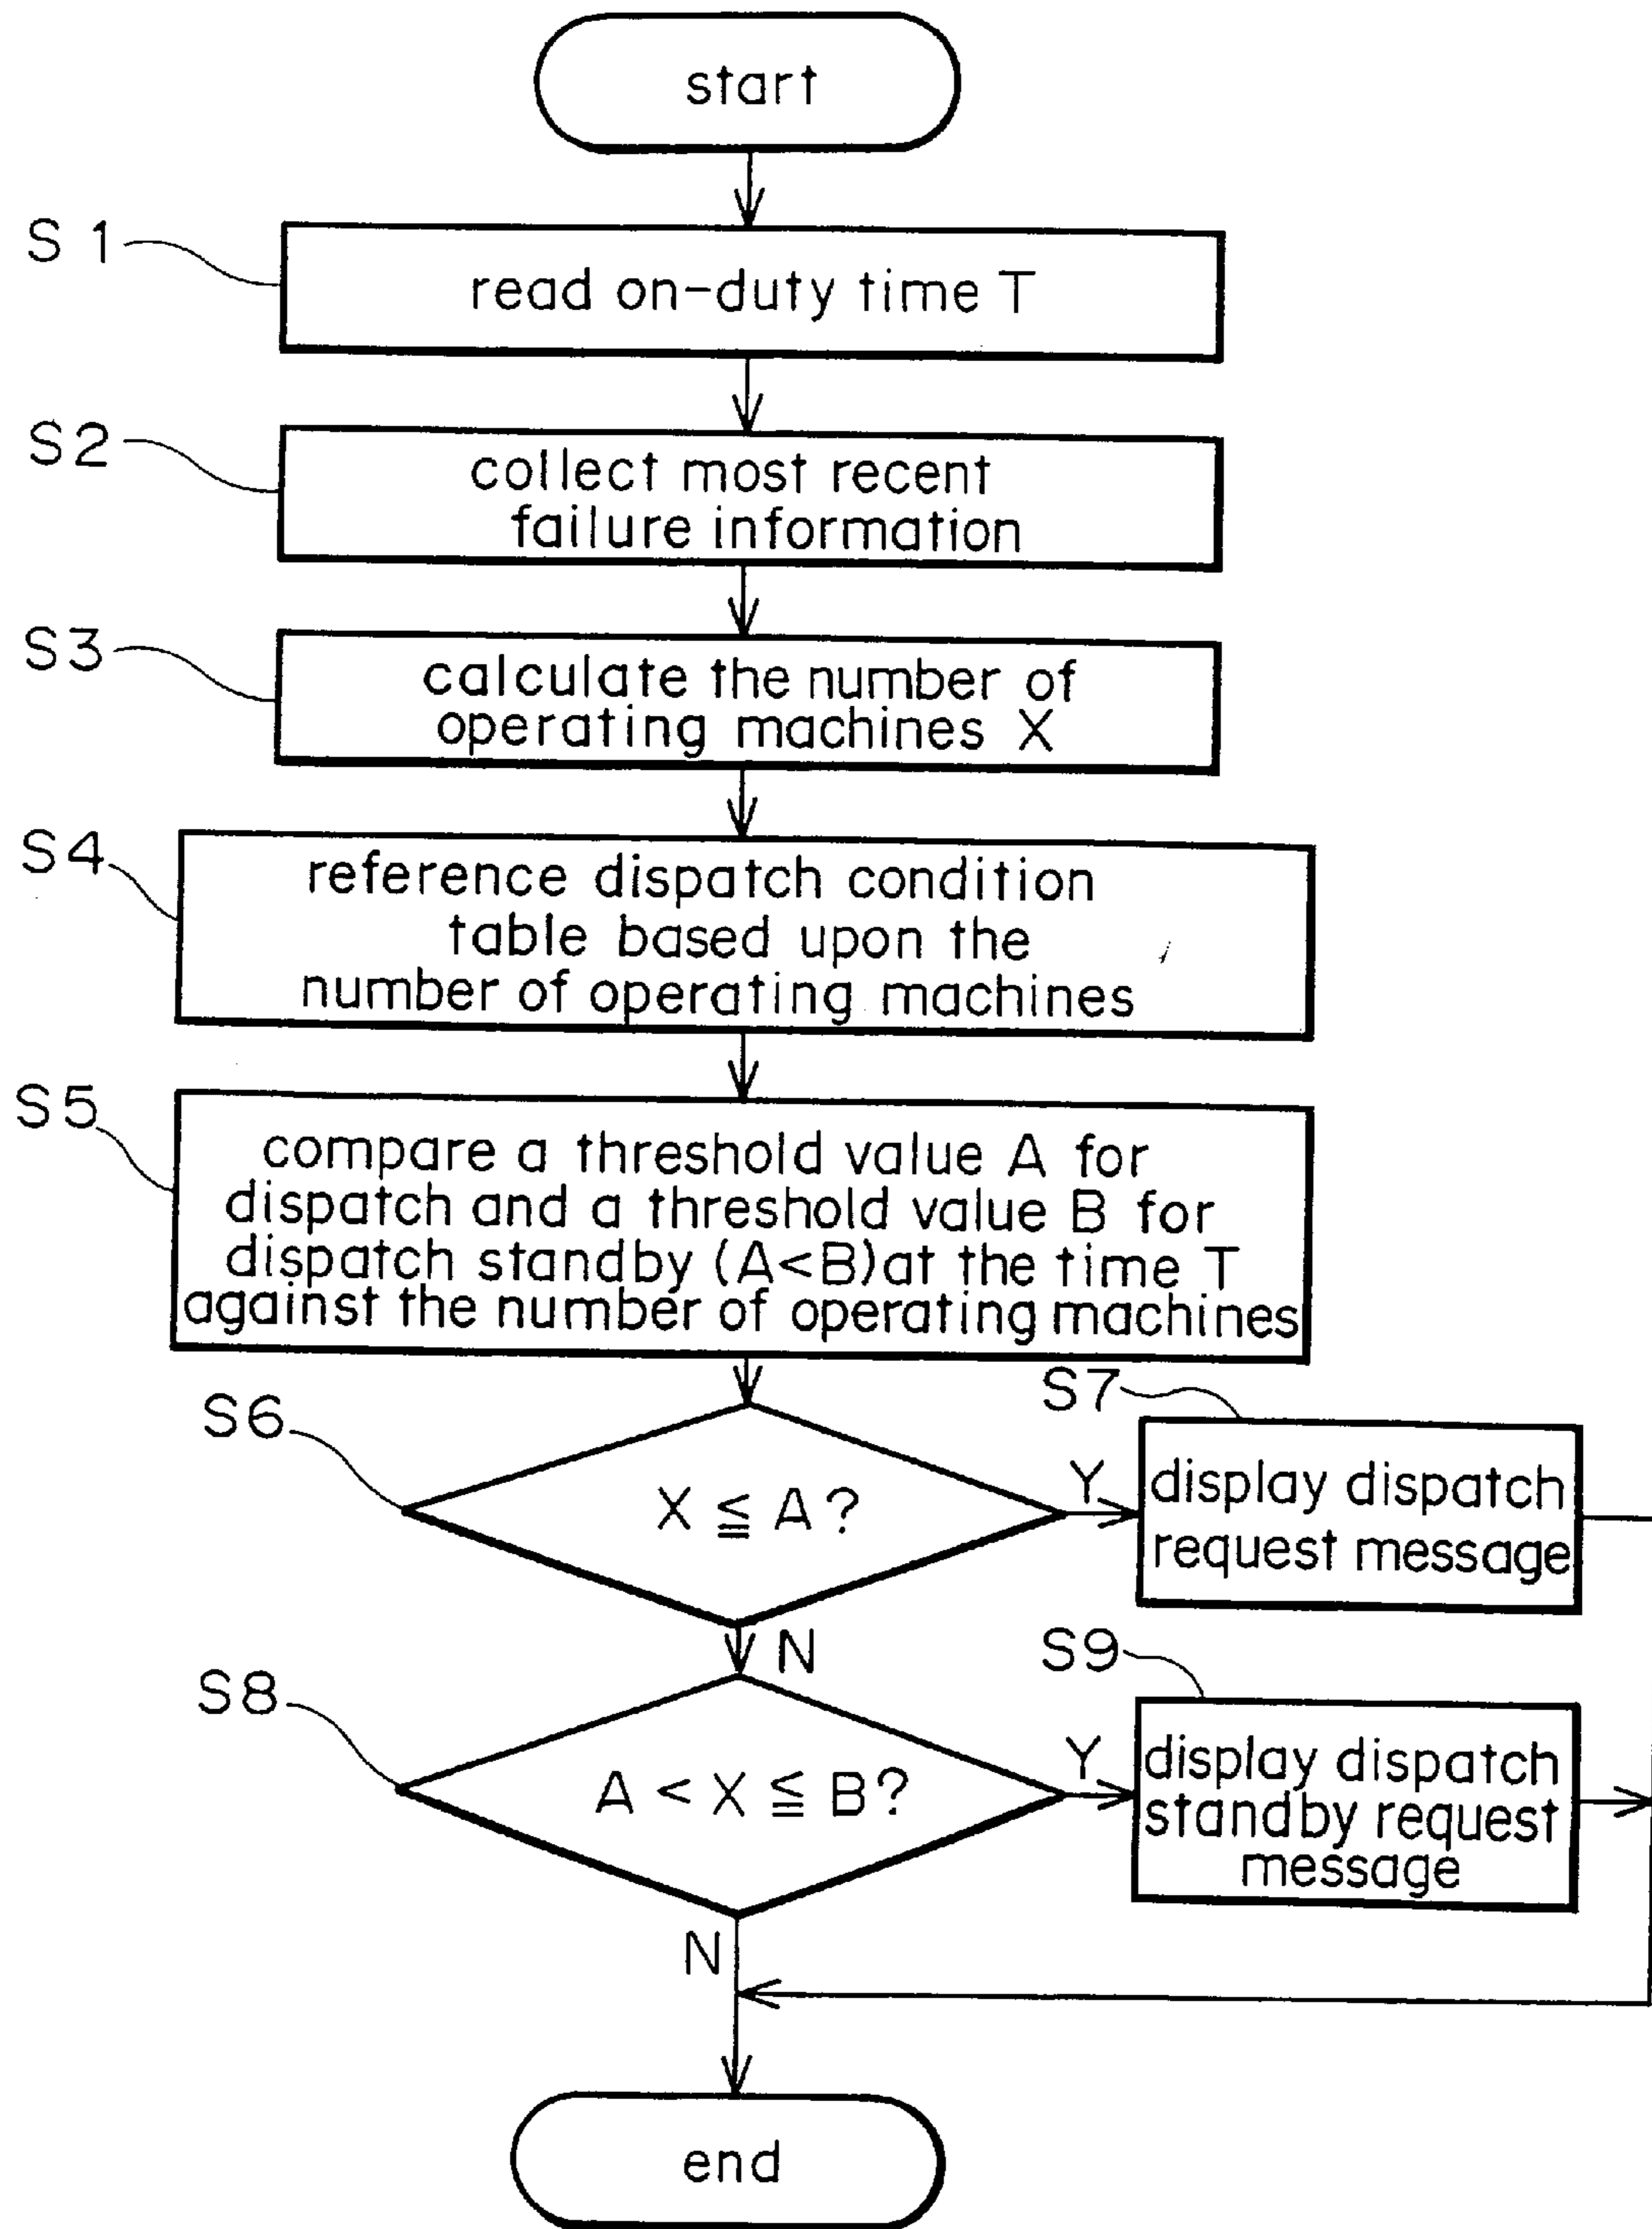 start
S1
read on-duty time T
S2
collect most recent
failure information
S3
calculate the number of
operating machines X
S4
reference dispatch condition
table based upon the
number of operating machines
S5
compare a threshold value A for
dispatch and a threshold value B for
dispatch standby (A<B) at the time T
against the number of operating machines
S6
X ≦ A?
Y
S7
display dispatch
request message
N
S8
A < X ≦ B?
Y
S9
display dispatch
standby request
message
N
end